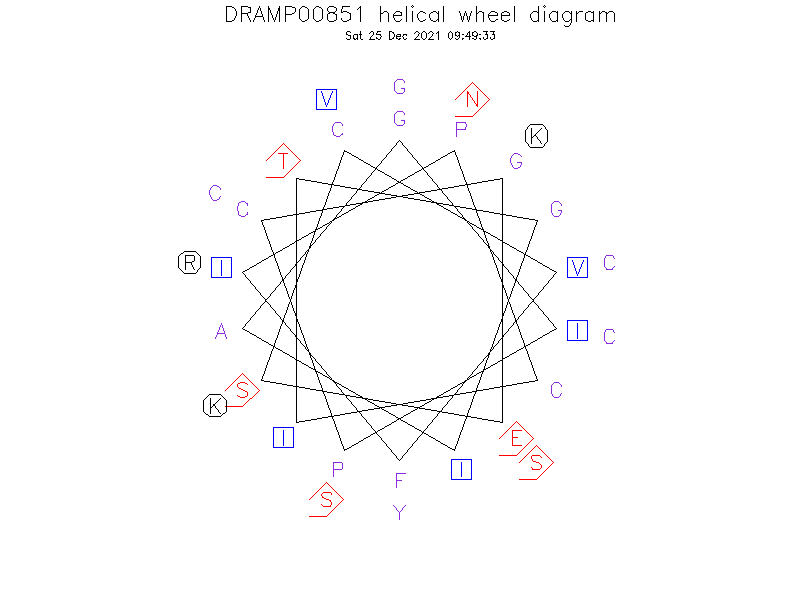 DRAMP00851 helical wheel diagram
Sat 25 Dec 2021 09:49:33
G
V N
G
C P K
T G
C
C G
R I V C
A I C
S C
K
I E
P I S
F
S
Y